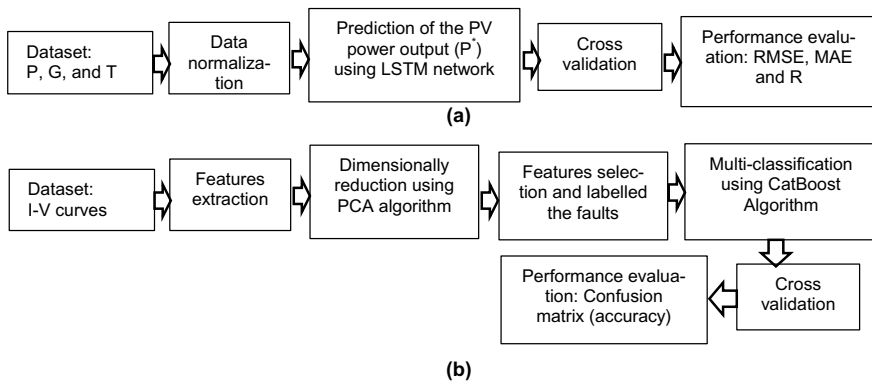 Dataset:
P, G, and T
Data
normaliza-
tion
Prediction of the PV
power output (P*)
using LSTM network
Cross
validation
Performance evalu-
ation: RMSE, MAE
and R
(a)
Dataset:
I-V curves
Features
extraction
Dimensionally
reduction using
PCA algorithm
Features selec-
tion and labelled
the faults
Multi-classification
using CatBoost
Algorithm
Cross
validation
Performance evalua-
tion: Confusion
matrix (accuracy)
(b)